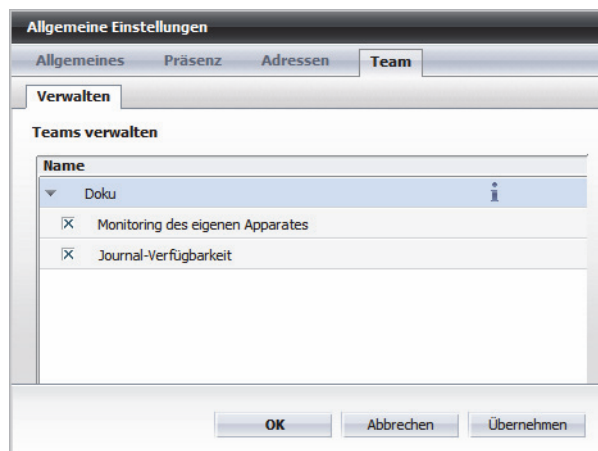 Allgemeine Einstellungen
Allgemeines Präsenz Adressen Team
Verwalten
Teams verwalten
Name
Doku
Monitoring des eigenen Apparates
Journal-Verfügbarkeit
OK Abbrechen Übernehmen